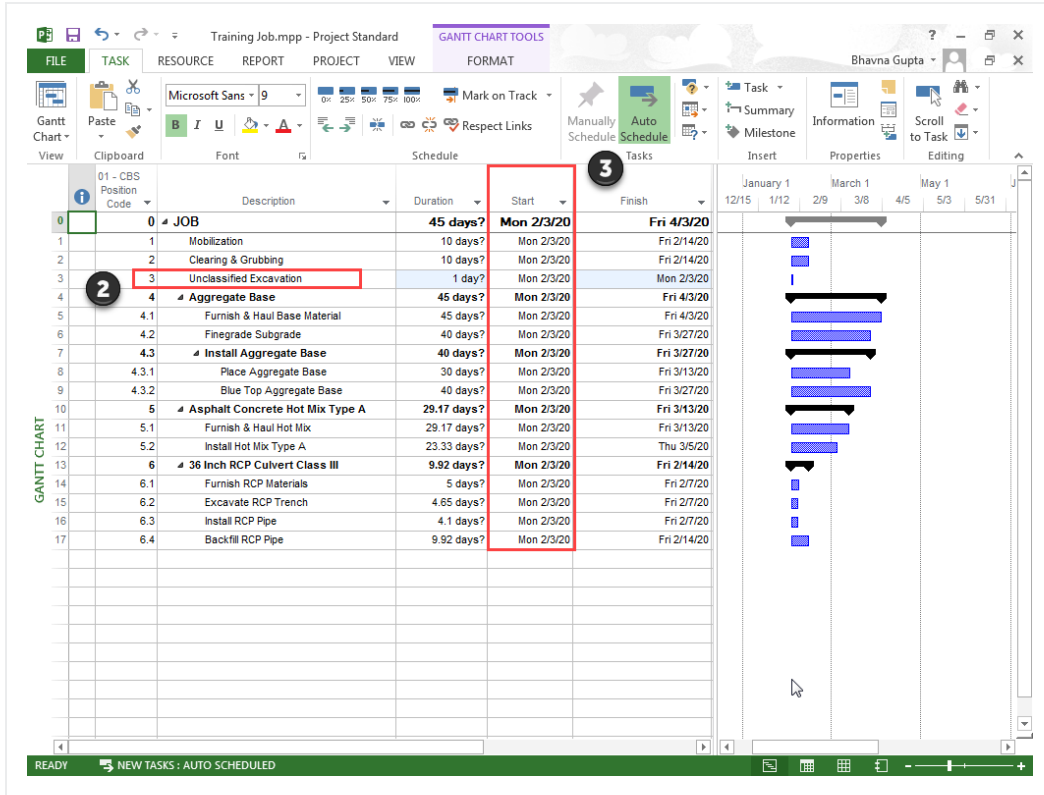 Training Job.mpp - Project Standard
GANTT CHART TOOLS
?
FILE TASK RESOURCE REPORT PROJECT VIEW FORMAT
Bhavna Gupta
Gantt Chart
Paste
Microsoft Sans 9
B I U A
0× 25× 50× 75× 100×
Mark on Track
Respect Links
Manually Schedule
Auto Schedule
Task
Summary
Milestone
Information
Scroll to Task
View Clipboard Font Schedule Tasks Insert Properties Editing
3
01 - CBS Position Code Description Duration Start Finish
January 1 March 1 May 1 J
12/15 1/12 2/9 3/8 4/5 5/3 5/31
0 0 JOB 45 days? Mon 2/3/20 Fri 4/3/20
1 1 Mobilization 10 days? Mon 2/3/20 Fri 2/14/20
2 2 Clearing & Grubbing 10 days? Mon 2/3/20 Fri 2/14/20
2
3 3 Unclassified Excavation 1 day? Mon 2/3/20 Mon 2/3/20
4 4 Aggregate Base 45 days? Mon 2/3/20 Fri 4/3/20
5 4.1 Furnish & Haul Base Material 45 days? Mon 2/3/20 Fri 4/3/20
6 4.2 Finegrade Subgrade 40 days? Mon 2/3/20 Fri 3/27/20
7 4.3 Install Aggregate Base 40 days? Mon 2/3/20 Fri 3/27/20
8 4.3.1 Place Aggregate Base 30 days? Mon 2/3/20 Fri 3/13/20
9 4.3.2 Blue Top Aggregate Base 40 days? Mon 2/3/20 Fri 3/27/20
10 5 Asphalt Concrete Hot Mix Type A 29.17 days? Mon 2/3/20 Fri 3/13/20
11 5.1 Furnish & Haul Hot Mix 29.17 days? Mon 2/3/20 Fri 3/13/20
12 5.2 Install Hot Mix Type A 23.33 days? Mon 2/3/20 Thu 3/5/20
13 6 36 Inch RCP Culvert Class III 9.92 days? Mon 2/3/20 Fri 2/14/20
14 6.1 Furnish RCP Materials 5 days? Mon 2/3/20 Fri 2/7/20
15 6.2 Excavate RCP Trench 4.65 days? Mon 2/3/20 Fri 2/7/20
16 6.3 Install RCP Pipe 4.1 days? Mon 2/3/20 Fri 2/7/20
17 6.4 Backfill RCP Pipe 9.92 days? Mon 2/3/20 Fri 2/14/20
GANTT CHART
READY NEW TASKS : AUTO SCHEDULED